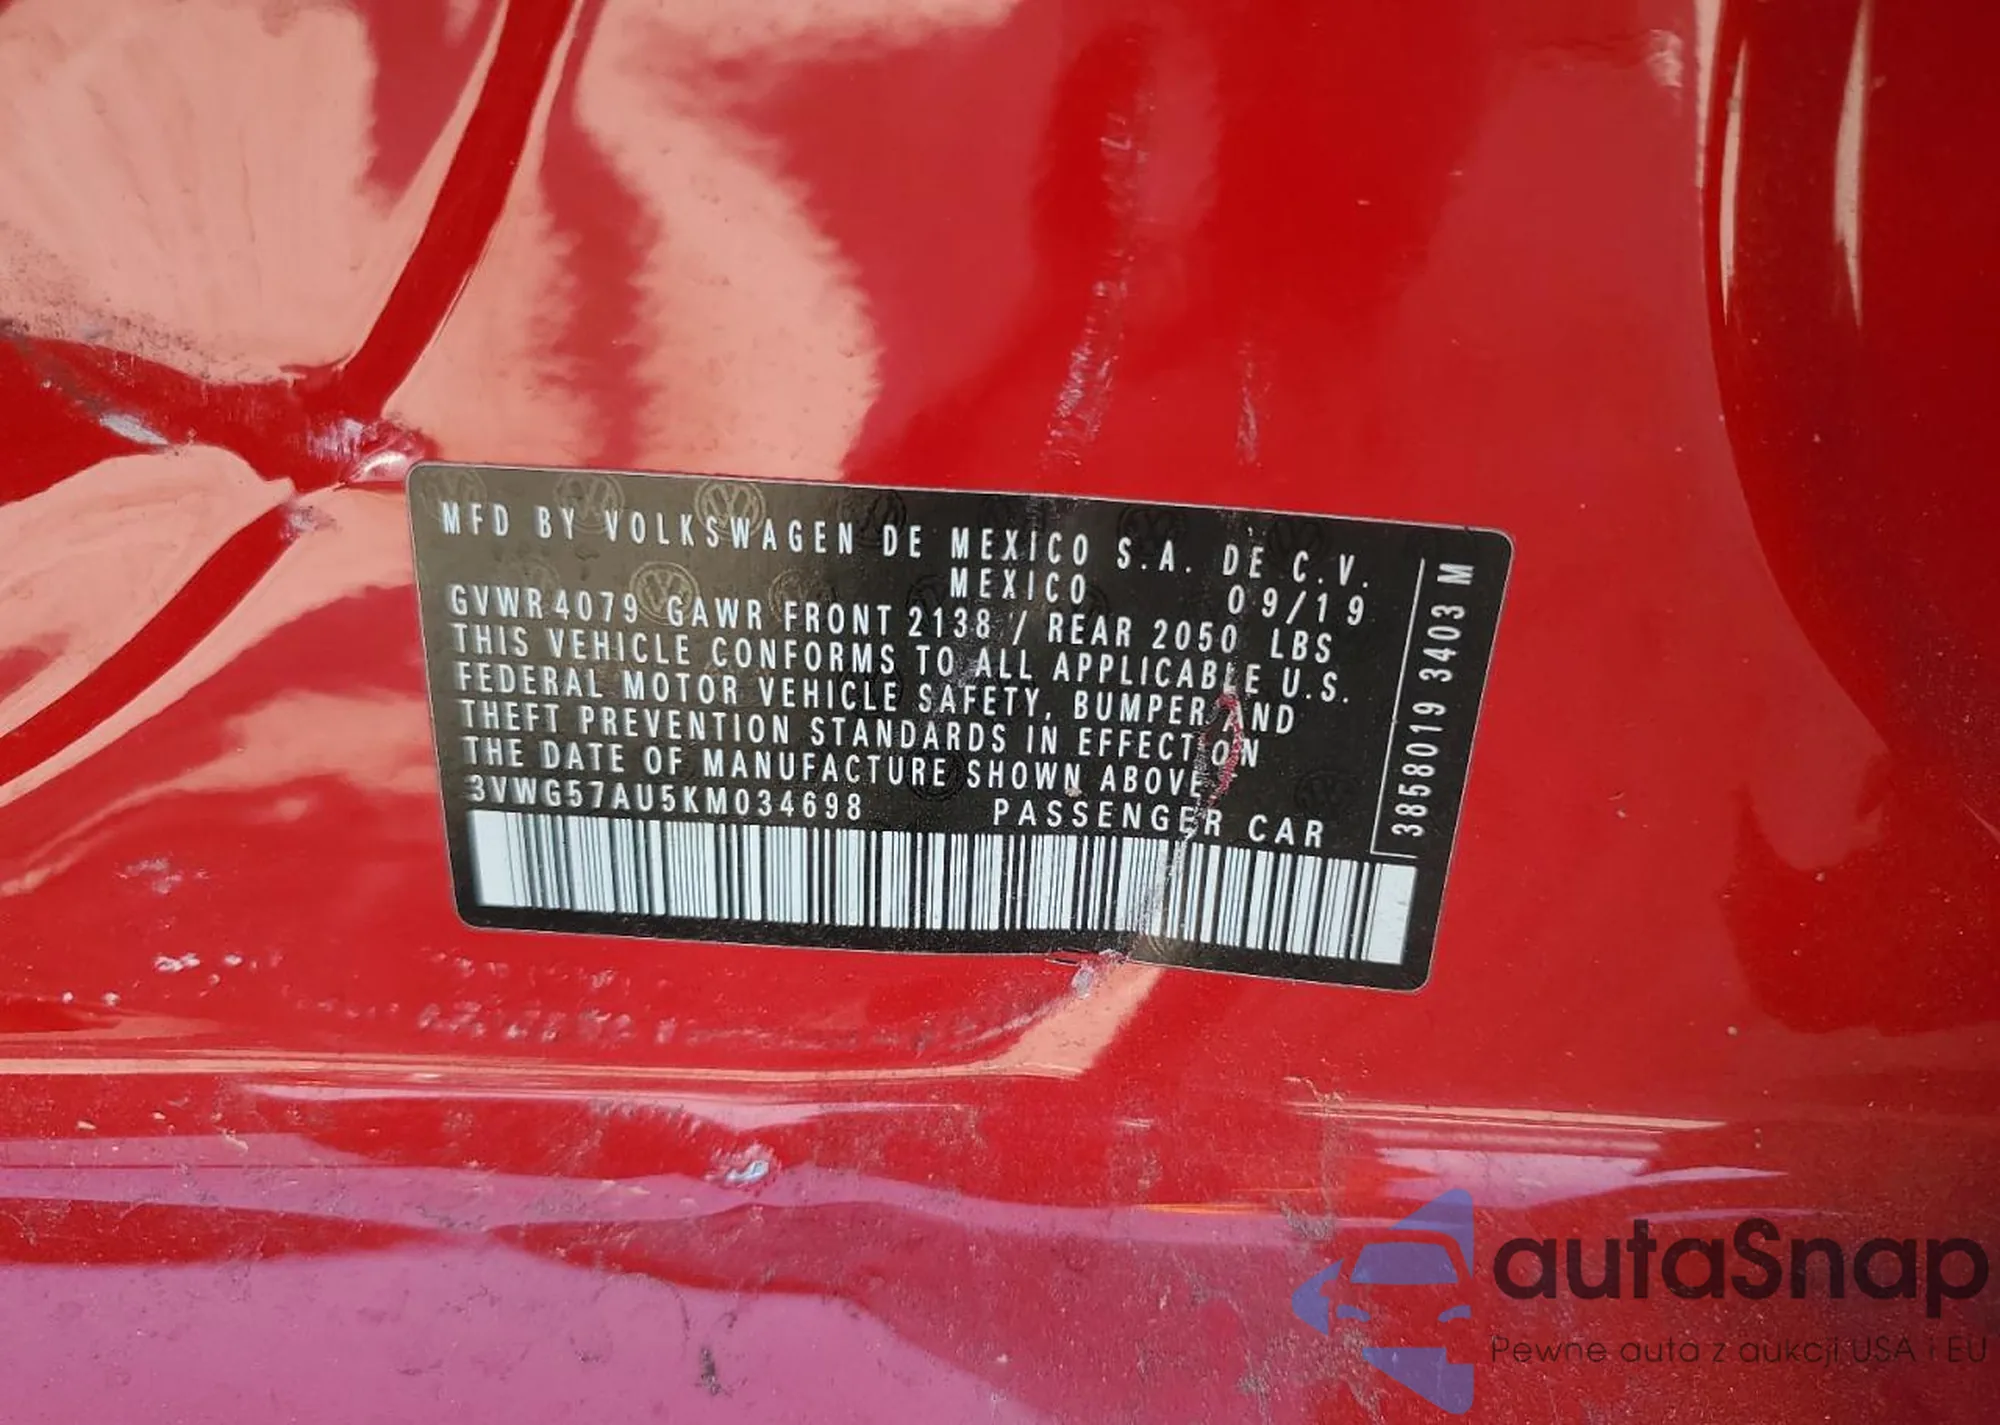 MFD BY VOLKSWAGEN DE MEXICO S.A. DE C.V.
MEXICO 09/19
GVWR 4079 GAWR FRONT 2138 / REAR 2050 LBS
THIS VEHICLE CONFORMS TO ALL APPLICABLE U.S.
FEDERAL MOTOR VEHICLE SAFETY, BUMPER AND
THEFT PREVENTION STANDARDS IN EFFECT ON
THE DATE OF MANUFACTURE SHOWN ABOVE
3VWG57AU5KM034698 PASSENGER CAR
3858019 3403 M
autaSnap
Pewne auta z aukcji USA i EU